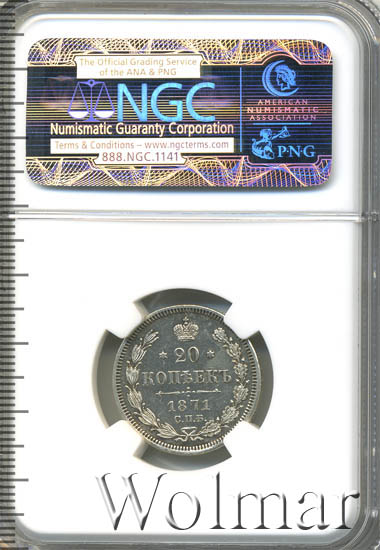 The Official Grading Service
of the ANA & PNG
NGC
Numismatic Guaranty Corporation
Terms & Conditions – www.ngcterms.com
888.NGC.1141
AMERICAN
NUMISMATIC
ASSOCIATION
PNG
20
КОПѢЕКЪ
1871
С.П.Б.
Wolmar